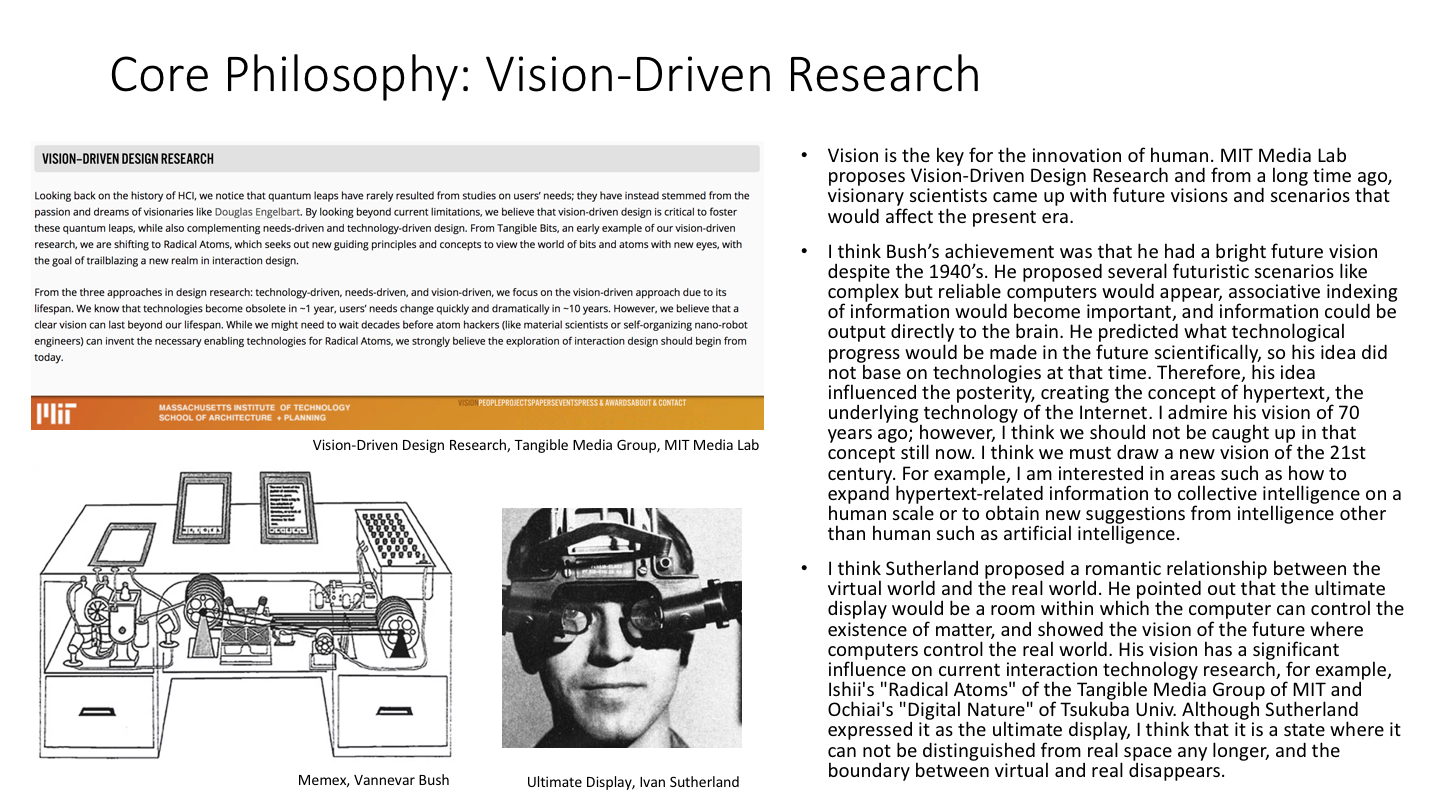 Core Philosophy: Vision-Driven Research
VISION–DRIVEN DESIGN RESEARCH
Looking back on the history of HCI, we notice that quantum leaps have rarely resulted from studies on users’ needs; they have instead stemmed from the
passion and dreams of visionaries like Douglas Engelbart. By looking beyond current limitations, we believe that vision-driven design is critical to foster
these quantum leaps, while also complementing needs-driven and technology-driven design. From Tangible Bits, an early example of our vision-driven
research, we are shifting to Radical Atoms, which seeks out new guiding principles and concepts to view the world of bits and atoms with new eyes, with
the goal of trailblazing a new realm in interaction design.
From the three approaches in design research: technology-driven, needs-driven, and vision-driven, we focus on the vision-driven approach due to its
lifespan. We know that technologies become obsolete in ~1 year, users’ needs change quickly and dramatically in ~10 years. However, we believe that a
clear vision can last beyond our lifespan. While we might need to wait decades before atom hackers (like material scientists or self-organizing nano-robot
engineers) can invent the necessary enabling technologies for Radical Atoms, we strongly believe the exploration of interaction design should begin from
today.
MIT
MASSACHUSETTS INSTITUTE OF TECHNOLOGY
SCHOOL OF ARCHITECTURE + PLANNING
VISION PEOPLE PROJECTS PAPERS EVENTS PRESS & AWARDS ABOUT & CONTACT
Vision-Driven Design Research, Tangible Media Group, MIT Media Lab
Memex, Vannevar Bush
Ultimate Display, Ivan Sutherland
• Vision is the key for the innovation of human. MIT Media Lab
proposes Vision-Driven Design Research and from a long time ago,
visionary scientists came up with future visions and scenarios that
would affect the present era.
• I think Bush’s achievement was that he had a bright future vision
despite the 1940’s. He proposed several futuristic scenarios like
complex but reliable computers would appear, associative indexing
of information would become important, and information could be
output directly to the brain. He predicted what technological
progress would be made in the future scientifically, so his idea did
not base on technologies at that time. Therefore, his idea
influenced the posterity, creating the concept of hypertext, the
underlying technology of the Internet. I admire his vision of 70
years ago; however, I think we should not be caught up in that
concept still now. I think we must draw a new vision of the 21st
century. For example, I am interested in areas such as how to
expand hypertext-related information to collective intelligence on a
human scale or to obtain new suggestions from intelligence other
than human such as artificial intelligence.
• I think Sutherland proposed a romantic relationship between the
virtual world and the real world. He pointed out that the ultimate
display would be a room within which the computer can control the
existence of matter, and showed the vision of the future where
computers control the real world. His vision has a significant
influence on current interaction technology research, for example,
Ishii's "Radical Atoms" of the Tangible Media Group of MIT and
Ochiai's "Digital Nature" of Tsukuba Univ. Although Sutherland
expressed it as the ultimate display, I think that it is a state where it
can not be distinguished from real space any longer, and the
boundary between virtual and real disappears.